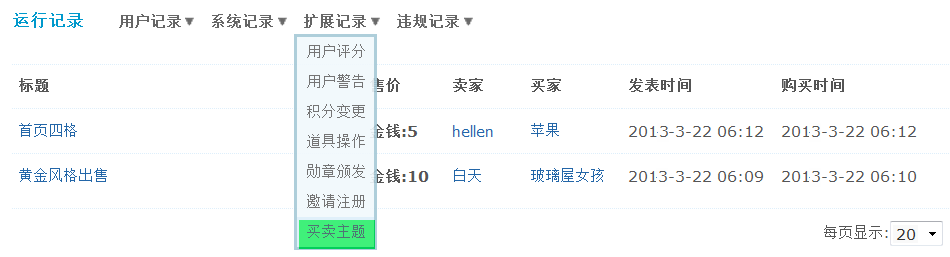 运行记录 用户记录▼ 系统记录▼ 扩展记录▼ 违规记录▼
用户评分
用户警告
积分变更
道具操作
勋章颁发
邀请注册
买卖主题
标题 售价 卖家 买家 发表时间 购买时间
首页四格 金钱:5 hellen 苹果 2013-3-22 06:12 2013-3-22 06:12
黄金风格出售 金钱:10 白天 玻璃屋女孩 2013-3-22 06:09 2013-3-22 06:10
每页显示: 20